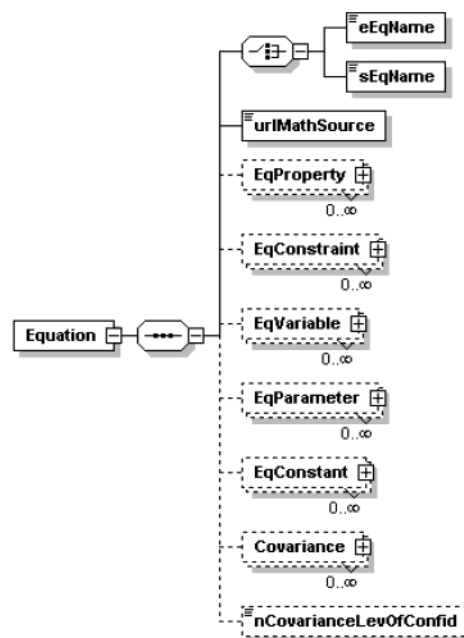 eEqName
sEqName
urlMathSource
EqProperty
0..∞
EqConstraint
0..∞
EqVariable
0..∞
Equation
EqParameter
0..∞
EqConstant
0..∞
Covariance
0..∞
nCovarianceLevOfConfid